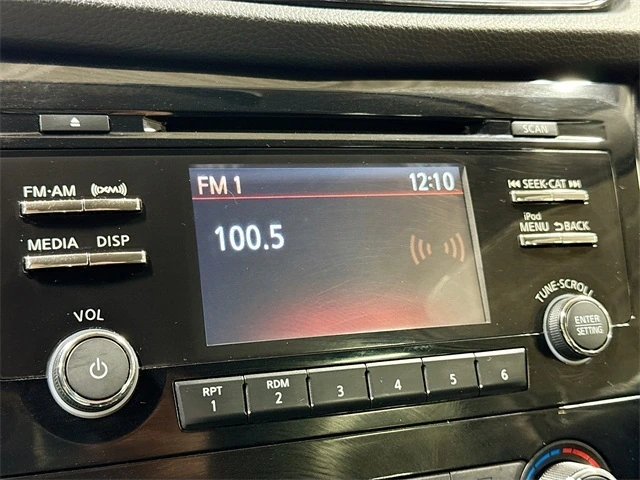 SCAN
FM·AM ((XM))
FM 1 12:10
SEEK·CAT
iPod
MENU BACK
100.5
MEDIA DISP
TUNE·SCROLL
VOL
ENTER
SETTING
RPT RDM
1 2 3 4 5 6